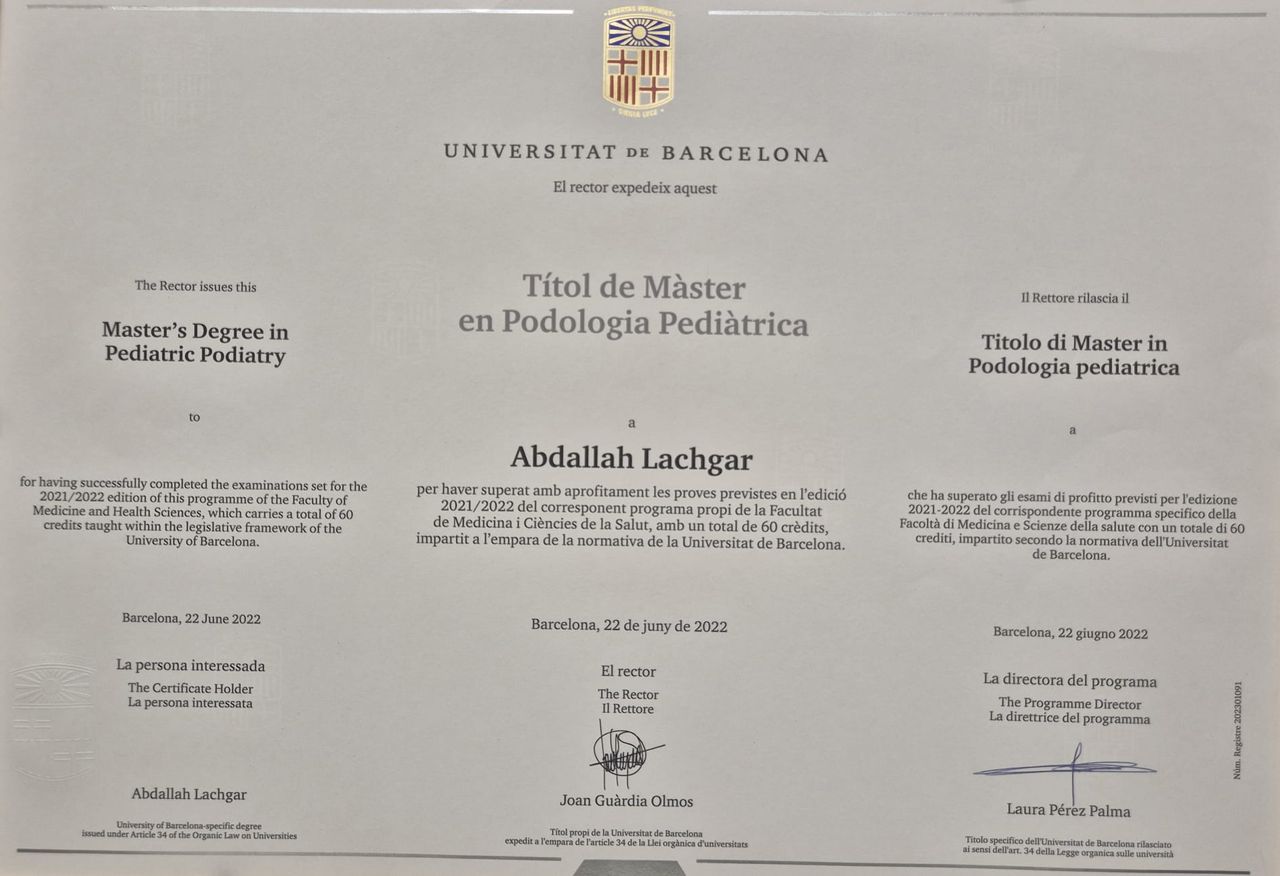 LIBERTAS PERFUNDET
UNIVERSITAT DE BARCELONA
El rector expedeix aquest
Títol de Màster
en Podologia Pediàtrica
a
Abdallah Lachgar
per haver superat amb aprofitament les proves previstes en l'edició
2021/2022 del corresponent programa propi de la Facultat
de Medicina i Ciències de la Salut, amb un total de 60 crèdits,
impartit a l'empara de la normativa de la Universitat de Barcelona.
Barcelona, 22 de juny de 2022
El rector
The Rector
Il Rettore
Joan Guàrdia Olmos
Títol propi de la Universitat de Barcelona
expedit a l'empara de l'article 34 de la Llei orgànica d'universitats
The Rector issues this
Master's Degree in
Pediatric Podiatry
to
for having successfully completed the examinations set for the
2021/2022 edition of this programme of the Faculty of
Medicine and Health Sciences, which carries a total of 60
credits taught within the legislative framework of the
University of Barcelona.
Barcelona, 22 June 2022
La persona interessada
The Certificate Holder
La persona interessata
Abdallah Lachgar
University of Barcelona-specific degree
issued under Article 34 of the Organic Law on Universities
Il Rettore rilascia il
Titolo di Master in
Podologia pediatrica
a
che ha superato gli esami di profitto previsti per l'edizione
2021-2022 del corrispondente programma specifico della
Facoltà di Medicina e Scienze della salute con un totale di 60
crediti, impartito secondo la normativa dell'Universitat
de Barcelona.
Barcelona, 22 giugno 2022
La directora del programa
The Programme Director
La direttrice del programma
Laura Pérez Palma
Titolo specifico dell'Universitat de Barcelona rilasciato
ai sensi dell'art. 34 della Legge organica sulle università
Núm. Registre 202301091